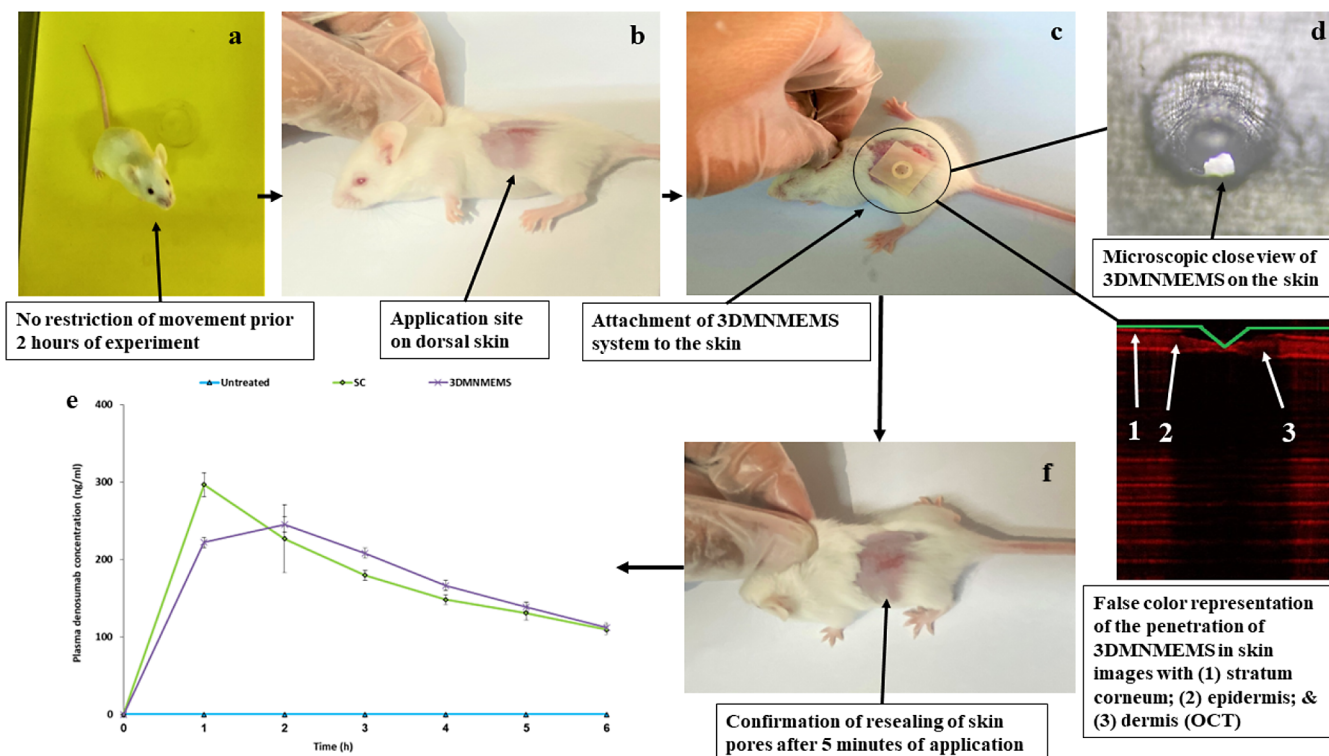 a
b
c
d
No restriction of movement prior
2 hours of experiment
Application site
on dorsal skin
Attachment of 3DMNMEMS
system to the skin
Microscopic close view of
3DMNMEMS on the skin
1 2 3
False color representation
of the penetration of
3DMNMEMS in skin
images with (1) stratum
corneum; (2) epidermis; &
(3) dermis (OCT)
Untreated SC 3DMNMEMS
e
Plasma denosumab concentration (ng/ml)
400
300
200
100
0
0 1 2 3 4 5 6
Time (h)
f
Confirmation of resealing of skin
pores after 5 minutes of application